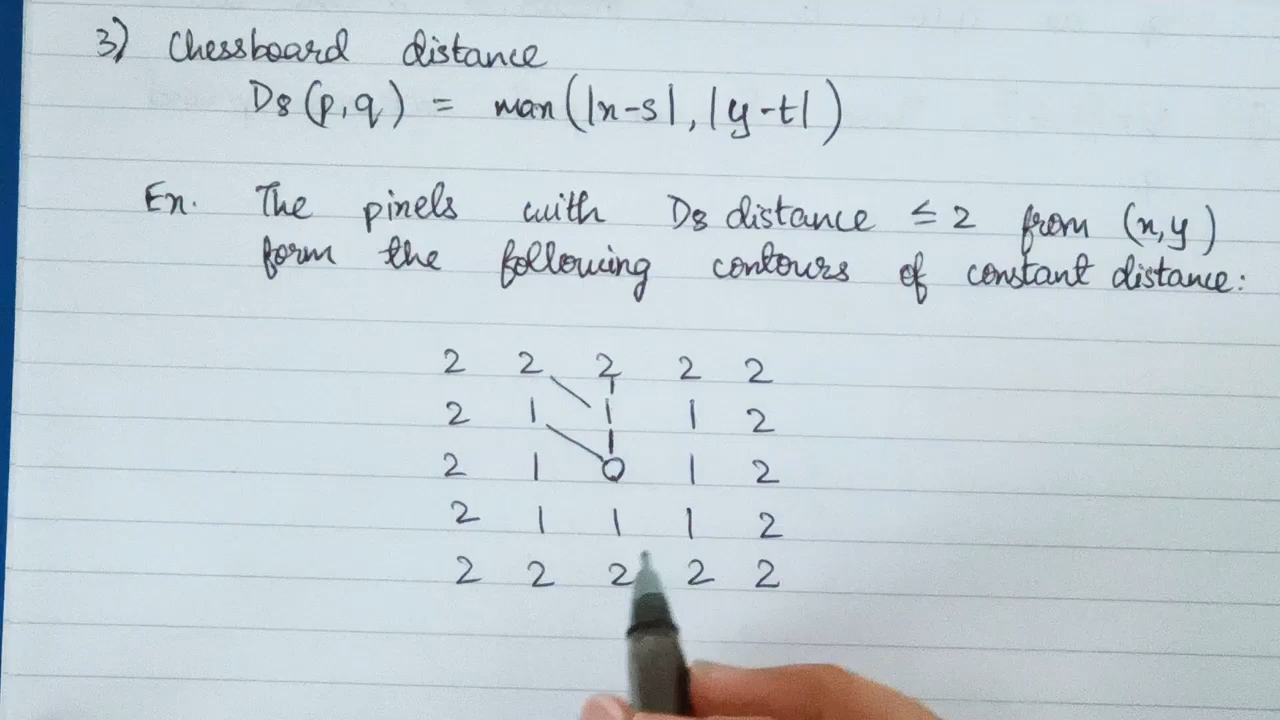 3) Chessboard distance
D8(p,q) = max(|x-s|, |y-t|)
Ex. The pixels with D8 distance ≤ 2 from (x,y)
form the following contours of constant distance:
2 2 2 2 2
2 1 1 1 2
2 1 0 1 2
2 1 1 1 2
2 2 2 2 2